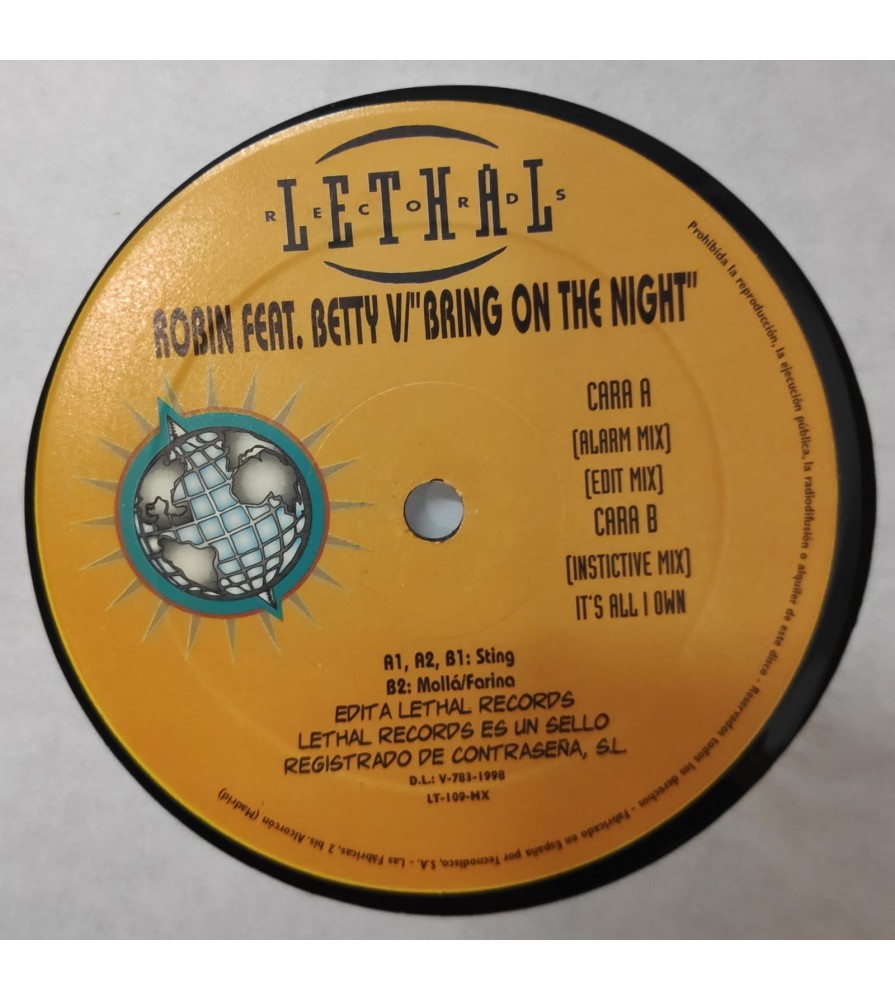 LETHAL
RECORDS
ROBIN FEAT. BETTY V/"BRING ON THE NIGHT"
CARA A
(ALARM MIX)
(EDIT MIX)
CARA B
(INSTICTIVE MIX)
IT'S ALL I OWN
A1, A2, B1: Sting
B2: Mollá/Farina
EDITA LETHAL RECORDS
LETHAL RECORDS ES UN SELLO
REGISTRADO DE CONTRASEÑA, S.L.
D.L.: V-783-1998
LT-109-MX
Prohibida la reproducción, la ejecución pública, la radiodifusión o alquiler de este disco - Reservados todos los derechos - Fabricado en España por Tecnodisco, S.A. - Las Fábricas, 2 bis. Alcorcón (Madrid)